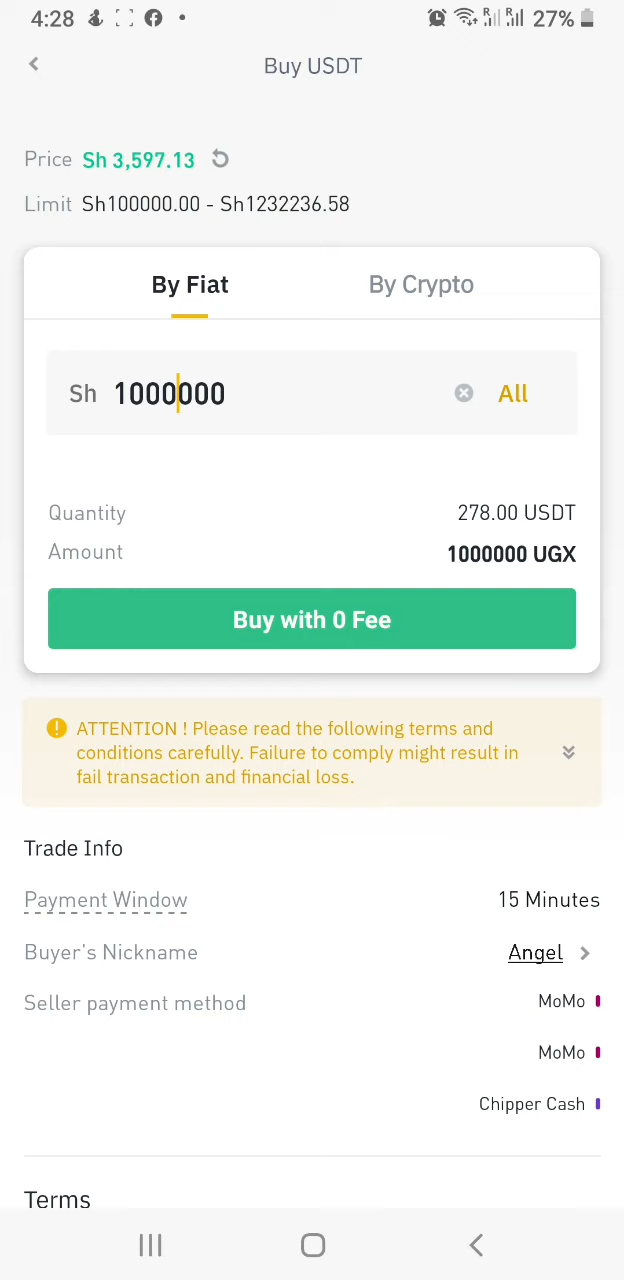 4:28
R R 27%
Buy USDT
Price Sh 3,597.13
Limit Sh100000.00 - Sh1232236.58
By Fiat By Crypto
Sh 1000000 All
Quantity 278.00 USDT
Amount 1000000 UGX
Buy with 0 Fee
ATTENTION ! Please read the following terms and
conditions carefully. Failure to comply might result in
fail transaction and financial loss.
Trade Info
Payment Window 15 Minutes
Buyer's Nickname Angel
Seller payment method MoMo
MoMo
Chipper Cash
Terms